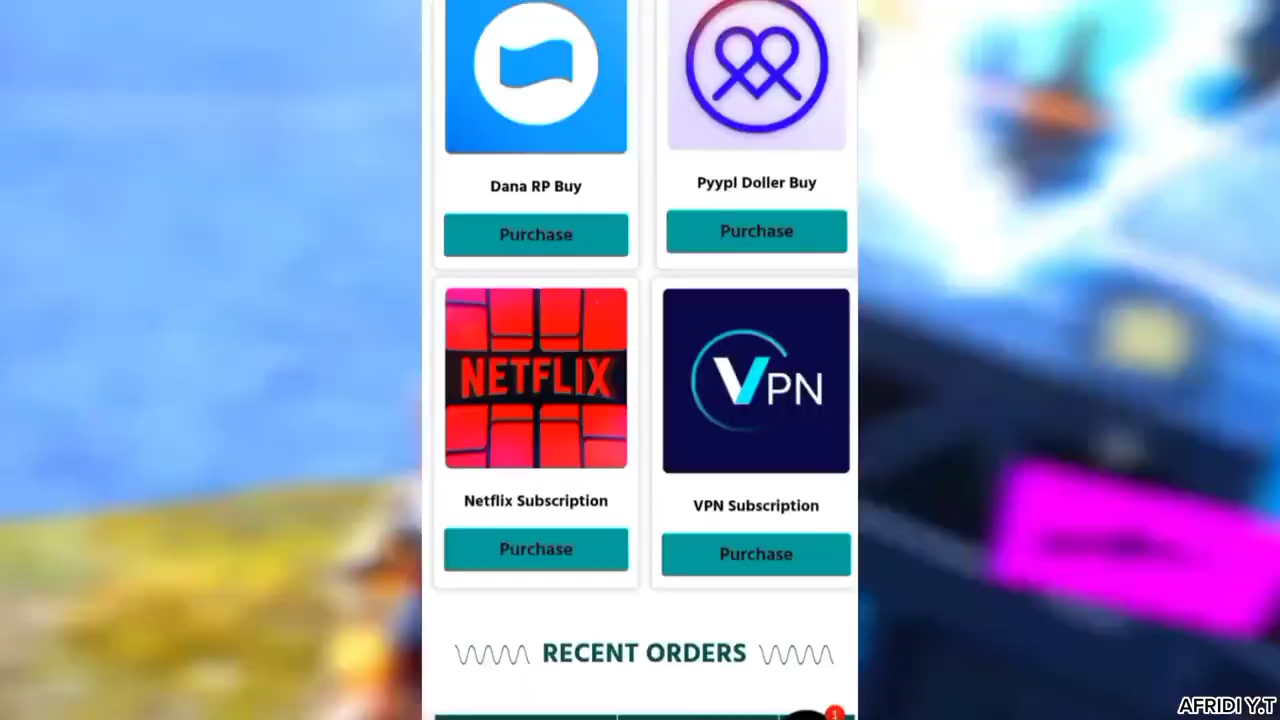 Dana RP Buy
Pyypl Doller Buy
Purchase
Purchase
NETFLIX
VPN
Netflix Subscription
VPN Subscription
Purchase
Purchase
RECENT ORDERS
1
AFRIDI Y.T